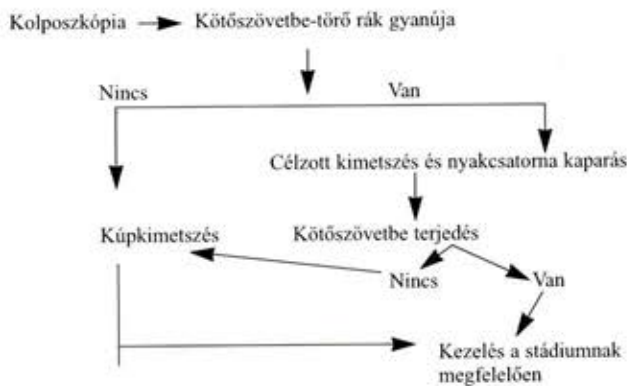 Kolposzkópia
Kötőszövetbe-törő rák gyanúja
Nincs
Van
Célzott kimetszés és nyakcsatorna kaparás
Kúpkimetszés
Kötőszövetbe terjedés
Nincs
Van
Kezelés a stádiumnak
megfelelően